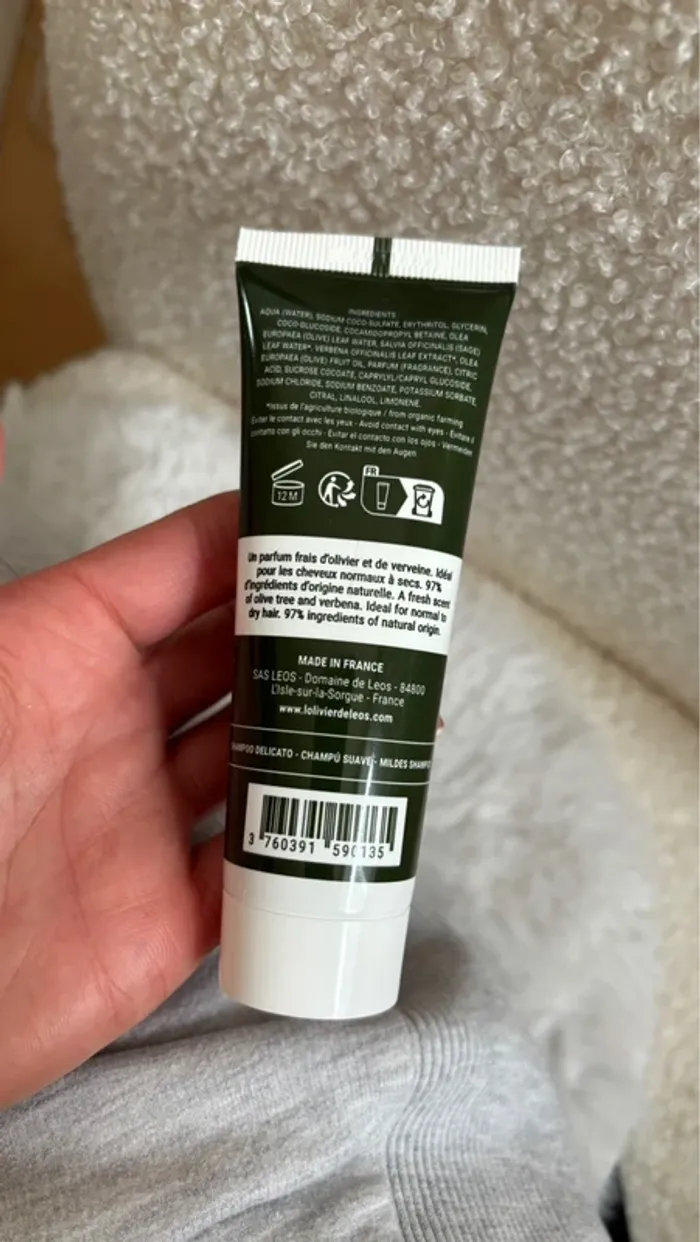 INGREDIENTS
AQUA (WATER), SODIUM COCO-SULFATE, ERYTHRITOL, GLYCERIN,
COCO-GLUCOSIDE, COCAMIDOPROPYL BETAINE, OLEA
EUROPAEA (OLIVE) LEAF WATER, SALVIA OFFICINALIS (SAGE)
LEAF WATER*, VERBENA OFFICINALIS LEAF EXTRACT*, OLEA
EUROPAEA (OLIVE) FRUIT OIL, PARFUM (FRAGRANCE), CITRIC
ACID, SUCROSE COCOATE, CAPRYLYL/CAPRYL GLUCOSIDE,
SODIUM CHLORIDE, SODIUM BENZOATE, POTASSIUM SORBATE,
CITRAL, LINALOOL, LIMONENE.
*Issus de l'agriculture biologique / from organic farming
Eviter le contact avec les yeux - Avoid contact with eyes - Evitare il
contatto con gli occhi - Evitar el contacto con los ojos - Vermeiden
Sie den Kontakt mit den Augen
12 M
FR
Un parfum frais d'olivier et de verveine. Idéal
pour les cheveux normaux à secs. 97%
d'ingrédients d'origine naturelle. A fresh scent
of olive tree and verbena. Ideal for normal to
dry hair. 97% ingredients of natural origin.
MADE IN FRANCE
SAS LEOS - Domaine de Leos - 84800
L'Isle-sur-la-Sorgue - France
www.lolivierdeleos.com
SHAMPOO DELICATO - CHAMPÚ SUAVE - MILDES SHAMPOO
3 760391 590135